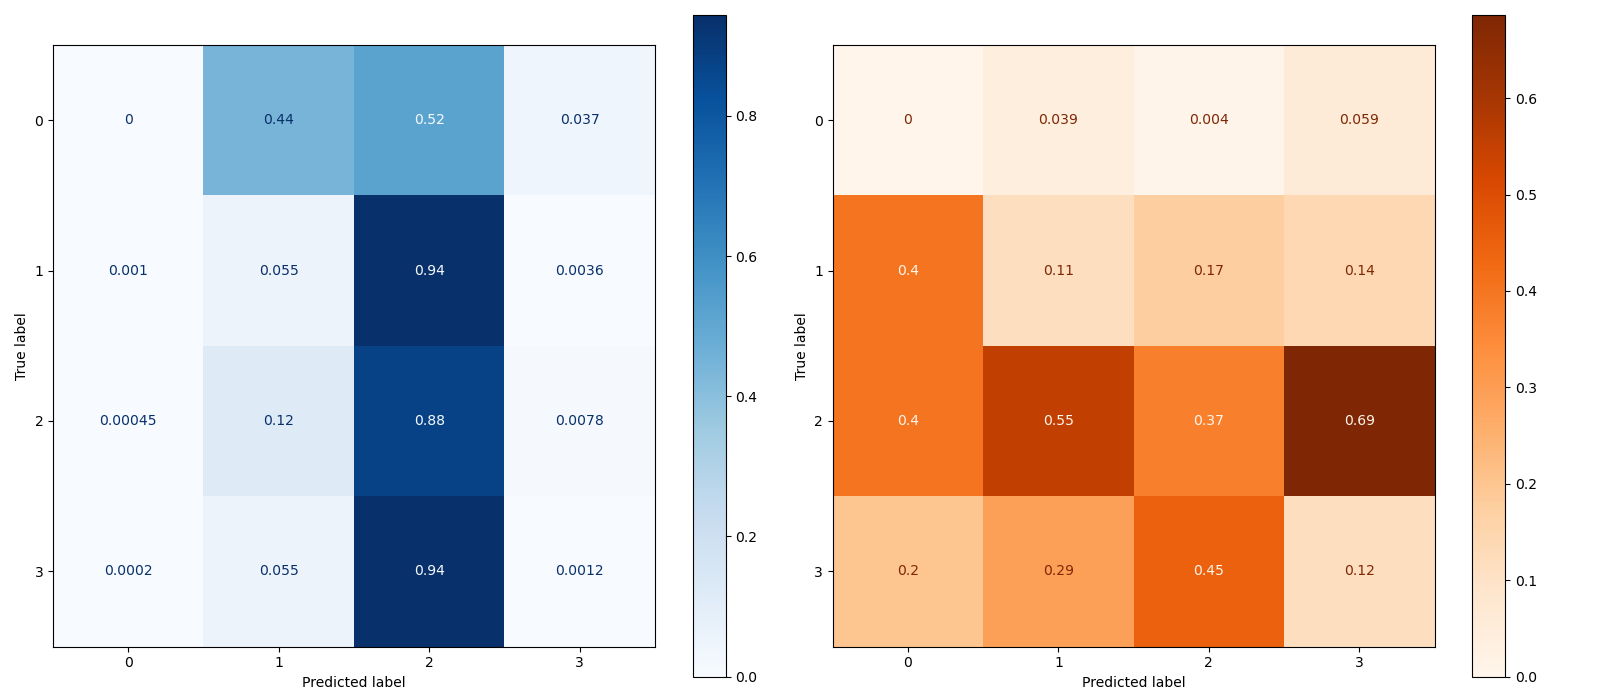 0 0.44 0.52 0.037
0
0.001 0.055 0.94 0.0036
1
0.00045 0.12 0.88 0.0078
2
0.0002 0.055 0.94 0.0012
3
0 1 2 3
Predicted label
True label
0.8
0.6
0.4
0.2
0.0
0 0.039 0.004 0.059
0
0.4 0.11 0.17 0.14
1
0.4 0.55 0.37 0.69
2
0.2 0.29 0.45 0.12
3
0 1 2 3
Predicted label
True label
0.6
0.5
0.4
0.3
0.2
0.1
0.0